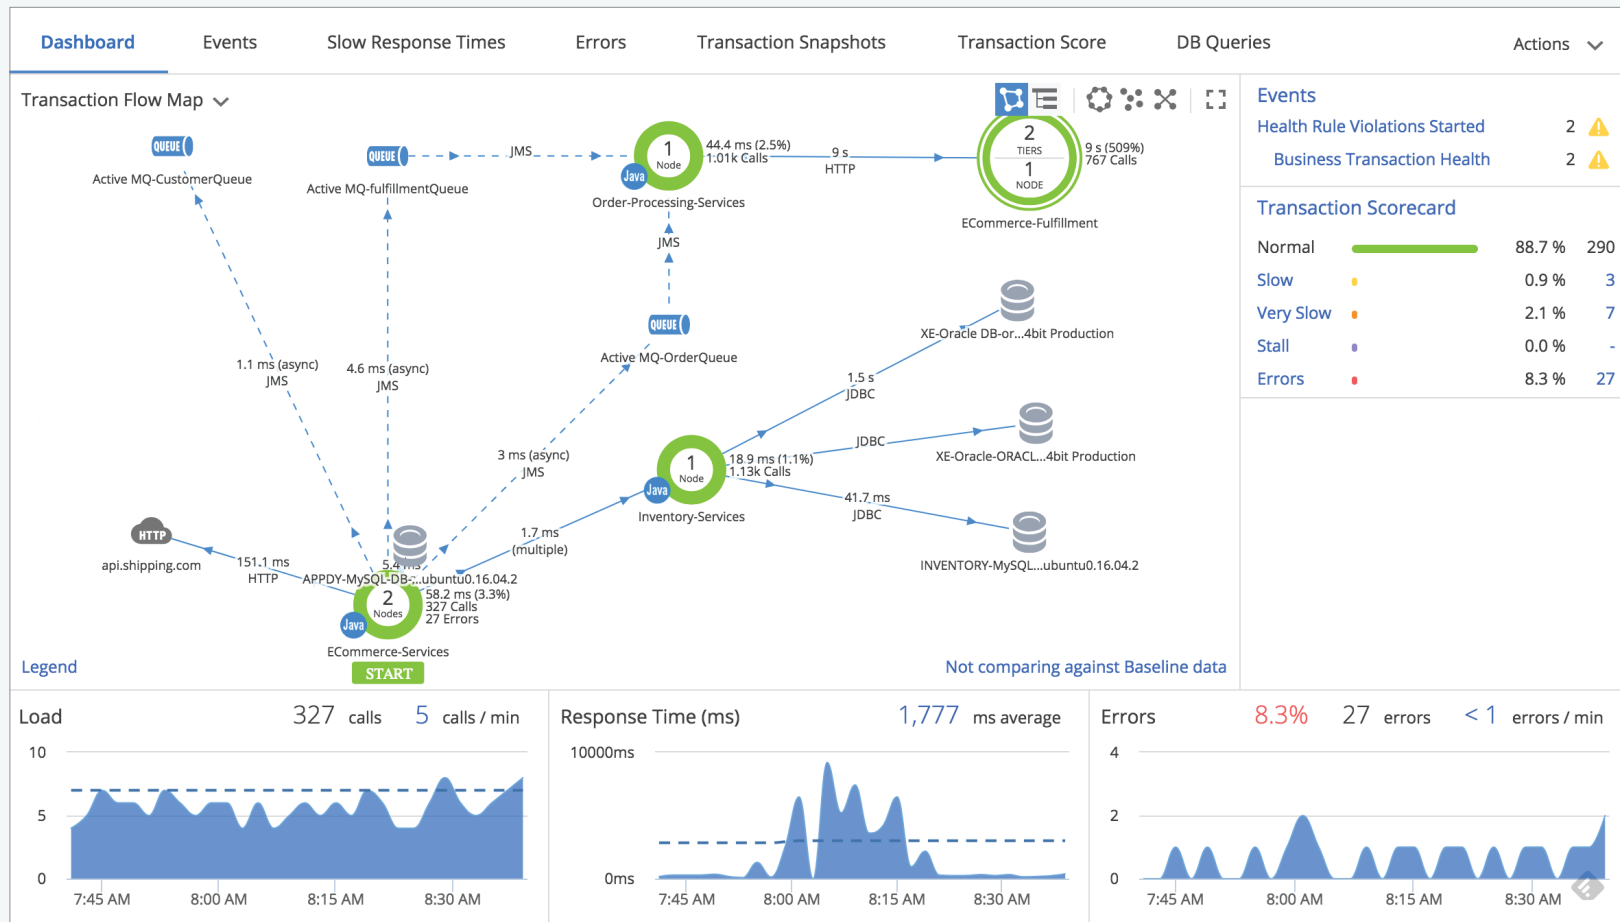 Dashboard Events Slow Response Times Errors Transaction Snapshots Transaction Score DB Queries Actions
Transaction Flow Map
QUEUE
Active MQ-CustomerQueue
QUEUE
Active MQ-fulfillmentQueue
JMS
1
Node
Java
44.4 ms (2.5%)
1.01k Calls
Order-Processing-Services
9 s
HTTP
2
TIERS
1
NODE
9 s (509%)
767 Calls
ECommerce-Fulfillment
JMS
QUEUE
Active MQ-OrderQueue
1.1 ms (async)
JMS
4.6 ms (async)
JMS
3 ms (async)
JMS
XE-Oracle DB-or...4bit Production
1.5 s
JDBC
JDBC
XE-Oracle-ORACL...4bit Production
1
Node
Java
18.9 ms (1.1%)
1.13k Calls
Inventory-Services
41.7 ms
JDBC
INVENTORY-MySQL...ubuntu0.16.04.2
1.7 ms
(multiple)
HTTP
api.shipping.com
151.1 ms
HTTP
APPDY-MySQL-DB-...ubuntu0.16.04.2
2
Nodes
Java
58.2 ms (3.3%)
327 Calls
27 Errors
ECommerce-Services
START
Legend
Not comparing against Baseline data
Events
Health Rule Violations Started 2
Business Transaction Health 2
Transaction Scorecard
Normal 88.7 % 290
Slow 0.9 % 3
Very Slow 2.1 % 7
Stall 0.0 % -
Errors 8.3 % 27
Load 327 calls 5 calls / min
10
5
0
7:45 AM 8:00 AM 8:15 AM 8:30 AM
Response Time (ms) 1,777 ms average
10000ms
0ms
7:45 AM 8:00 AM 8:15 AM 8:30 AM
Errors 8.3% 27 errors < 1 errors / min
4
2
0
7:45 AM 8:00 AM 8:15 AM 8:30 AM